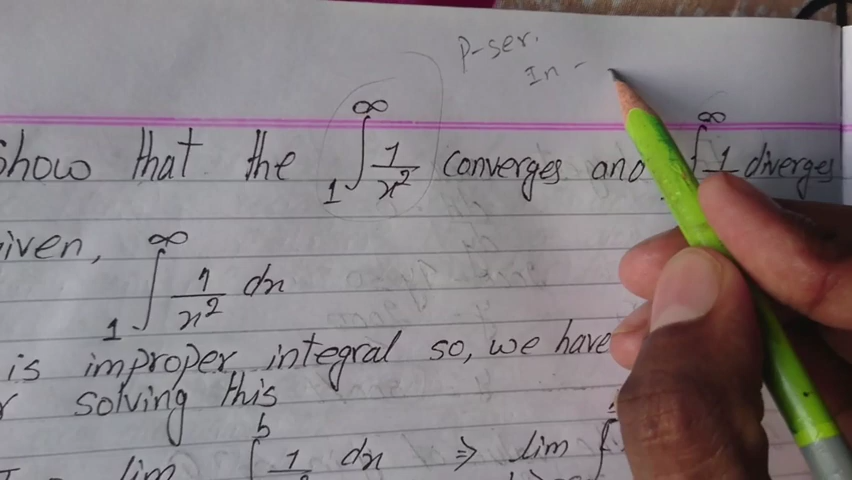 P-ser.
In -
show that the ∫₁^∞ 1/x² converges and ∫^∞ 1 diverges
iven,
∫₁^∞ 1/x² dx
is improper integral so, we have
solving this
lim ∫^b 1 dx ⇒ lim ∫